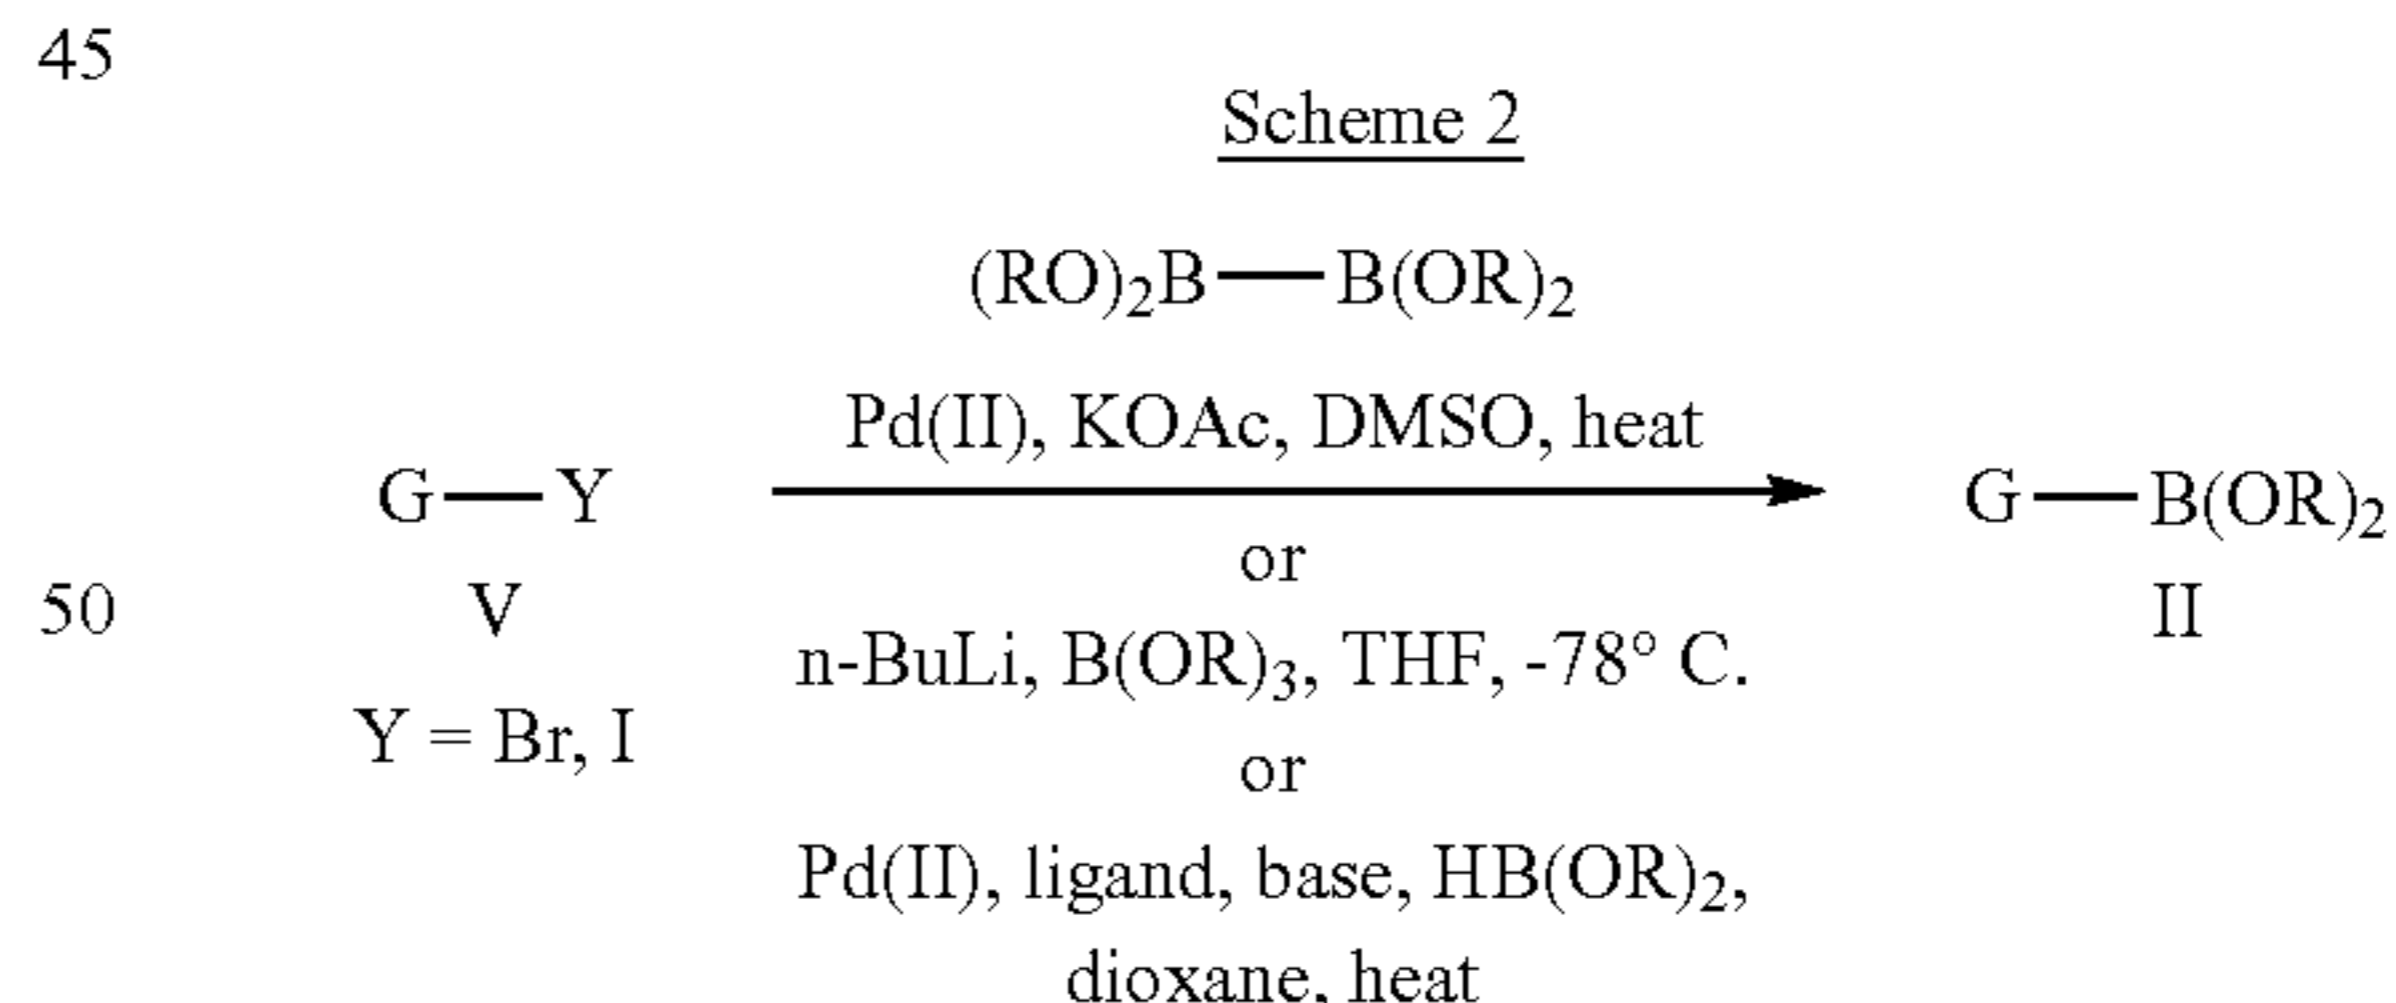 45
Scheme 2
(RO)₂B—B(OR)₂
Pd(II), KOAc, DMSO, heat
G—Y
G—B(OR)₂
or
50
V
II
n-BuLi, B(OR)₃, THF, -78° C.
Y = Br, I
or
Pd(II), ligand, base, HB(OR)₂,
dioxane, heat